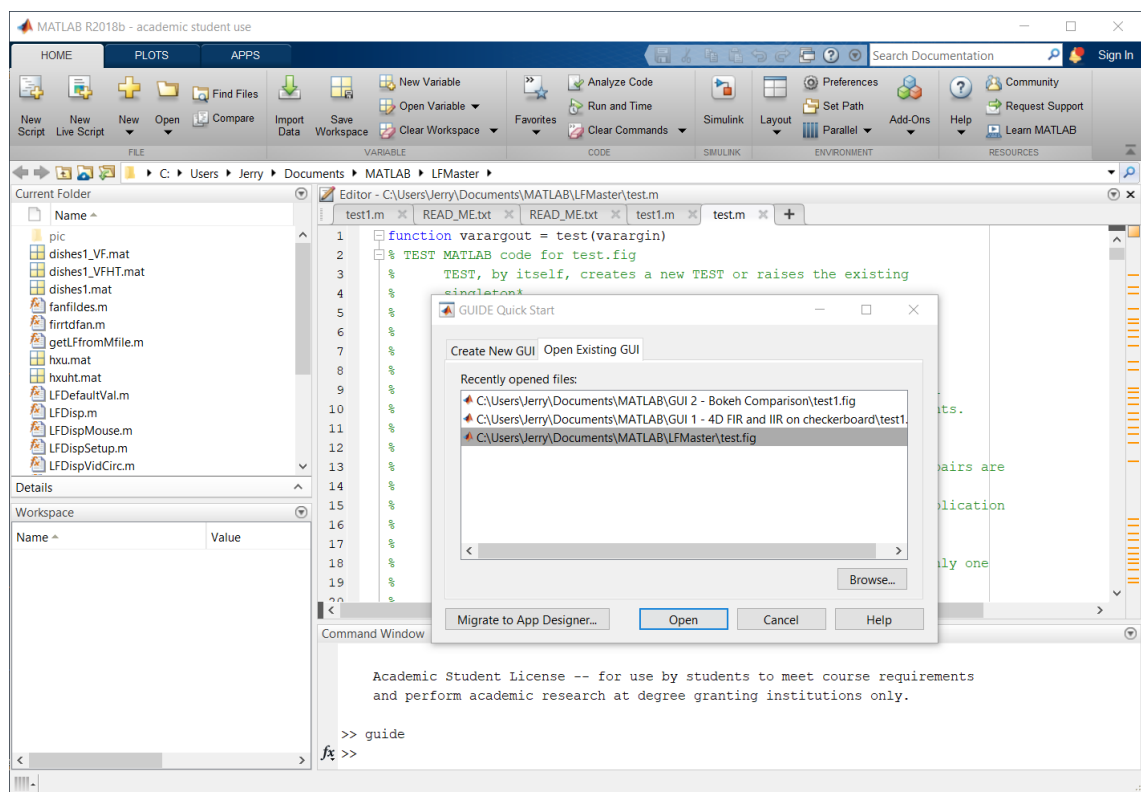 MATLAB R2018b - academic student use
HOME PLOTS APPS Search Documentation Sign In
New Script New Live Script New Open Find Files Compare Import Data Save Workspace New Variable Open Variable Clear Workspace Favorites Analyze Code Run and Time Clear Commands Simulink Layout Preferences Set Path Parallel Add-Ons Help Community Request Support Learn MATLAB
FILE VARIABLE CODE SIMULINK ENVIRONMENT RESOURCES
C: Users Jerry Documents MATLAB LFMaster
Current Folder
Name
pic
dishes1_VF.mat
dishes1_VFHT.mat
dishes1.mat
fanfildes.m
firrtdfan.m
getLFfromMfile.m
hxu.mat
hxuht.mat
LFDefaultVal.m
LFDisp.m
LFDispMouse.m
LFDispSetup.m
LFDispVidCirc.m
Details
Workspace
Name Value
Editor - C:\Users\Jerry\Documents\MATLAB\LFMaster\test.m
test1.m READ_ME.txt READ_ME.txt test1.m test.m
1 function varargout = test(varargin)
2 % TEST MATLAB code for test.fig
3 % TEST, by itself, creates a new TEST or raises the existing
4 % singleton*
5 %
6 %
7 %
8 %
9 %
10 % ts.
11 %
12 %
13 % airs are
14 %
15 % lication
16 %
17 %
18 % ly one
19 %
20 %
GUIDE Quick Start
Create New GUI Open Existing GUI
Recently opened files:
C:\Users\Jerry\Documents\MATLAB\GUI 2 - Bokeh Comparison\test1.fig
C:\Users\Jerry\Documents\MATLAB\GUI 1 - 4D FIR and IIR on checkerboard\test1.
C:\Users\Jerry\Documents\MATLAB\LFMaster\test.fig
Browse...
Migrate to App Designer... Open Cancel Help
Command Window
Academic Student License -- for use by students to meet course requirements
and perform academic research at degree granting institutions only.
>> guide
fx >>